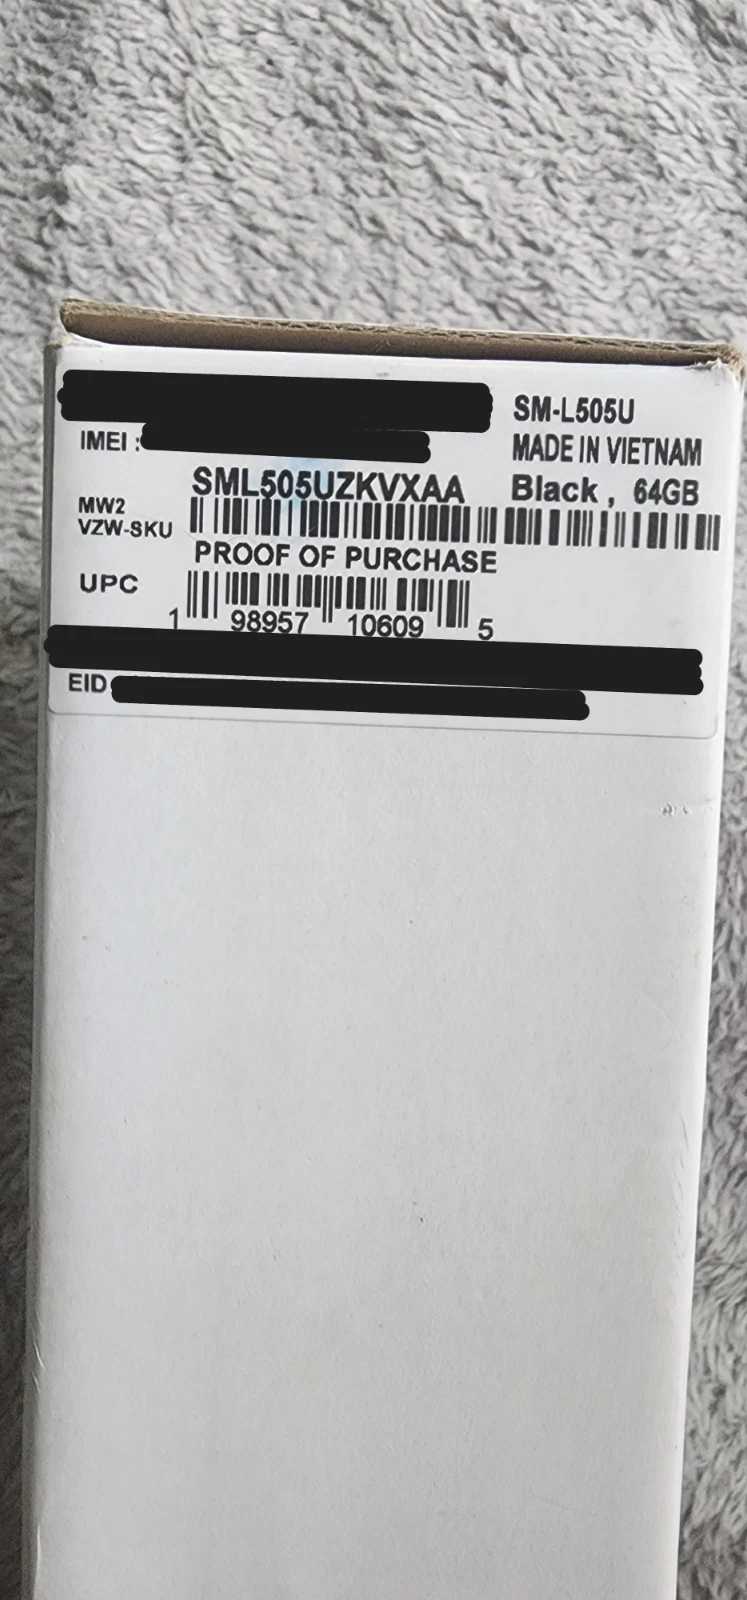 SM-L505U
IMEI :
MADE IN VIETNAM
SML505UZKVXAA
Black, 64GB
MW2
VZW-SKU
PROOF OF PURCHASE
UPC
1 98957 10609 5
EID